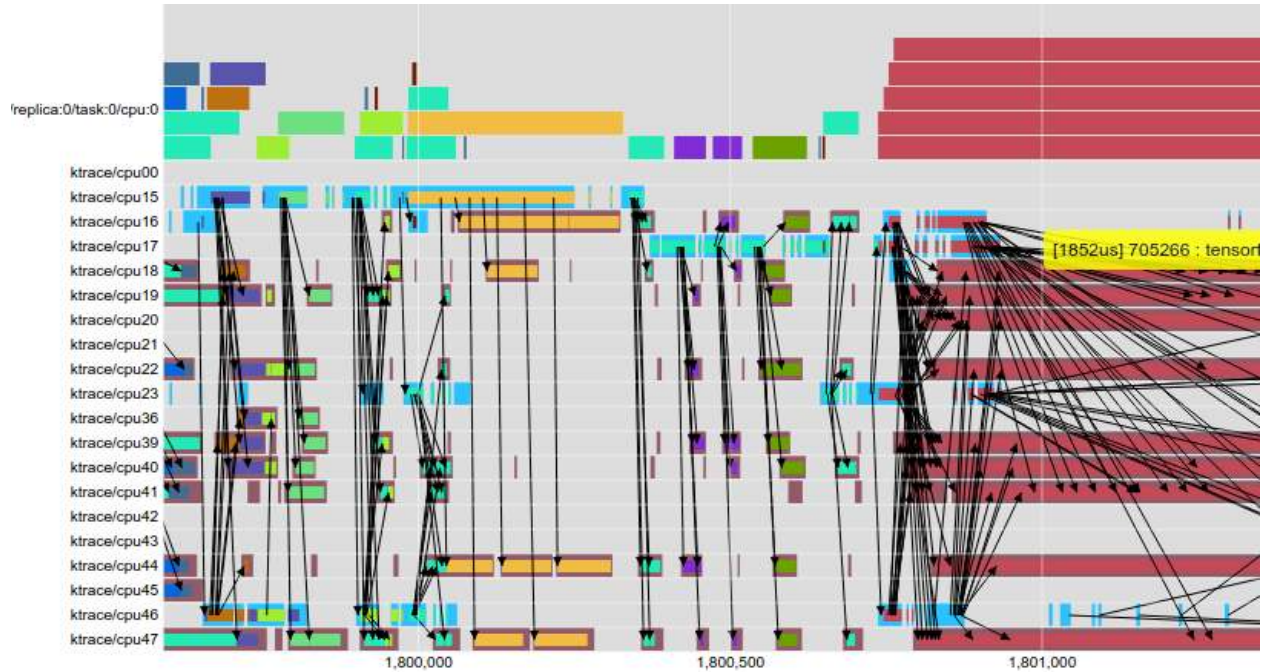 /replica:0/task:0/cpu:0
ktrace/cpu00
ktrace/cpu15
ktrace/cpu16
ktrace/cpu17
[1852us] 705266 : tensorf
ktrace/cpu18
ktrace/cpu19
ktrace/cpu20
ktrace/cpu21
ktrace/cpu22
ktrace/cpu23
ktrace/cpu36
ktrace/cpu39
ktrace/cpu40
ktrace/cpu41
ktrace/cpu42
ktrace/cpu43
ktrace/cpu44
ktrace/cpu45
ktrace/cpu46
ktrace/cpu47
1,800,000 1,800,500 1,801,000